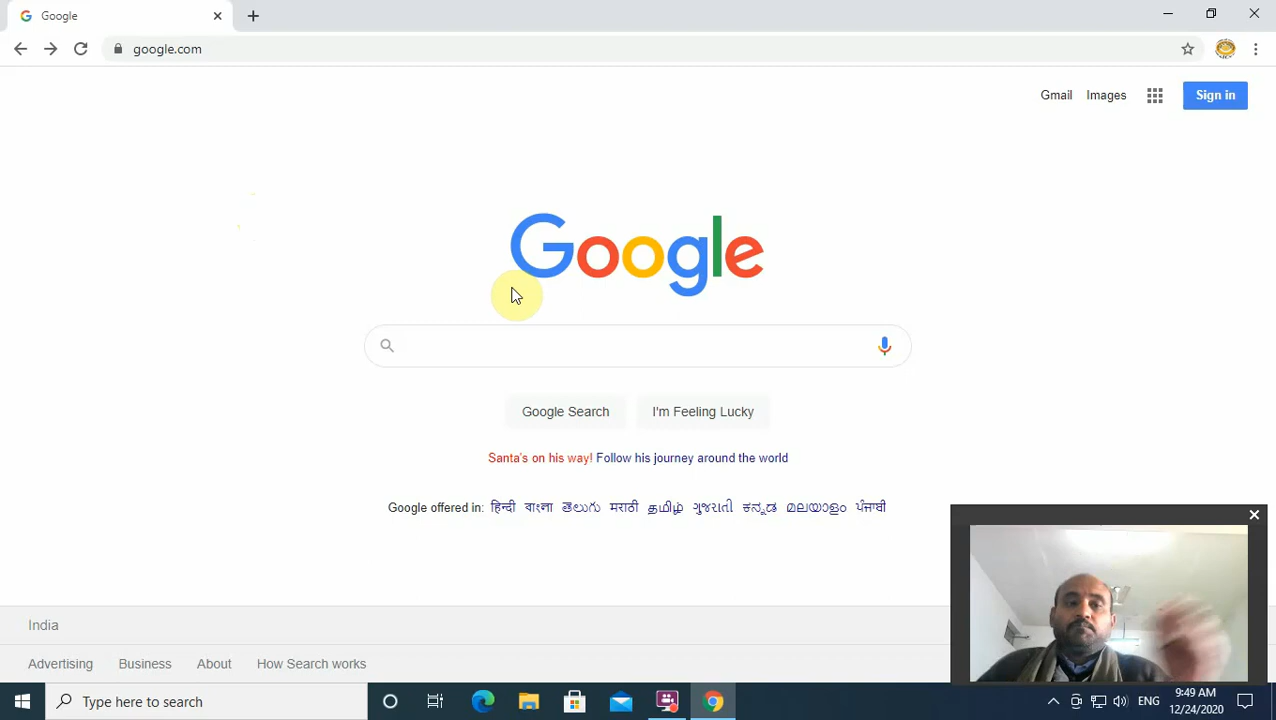 Google
google.com
Gmail Images Sign in
Google
Google Search I'm Feeling Lucky
Santa's on his way! Follow his journey around the world
Google offered in: हिन्दी বাংলা తెలుగు मराठी தமிழ் ગુજરાતી ಕನ್ನಡ മലയാളം ਪੰਜਾਬੀ
India
Advertising Business About How Search works
Type here to search ENG 9:49 AM
12/24/2020